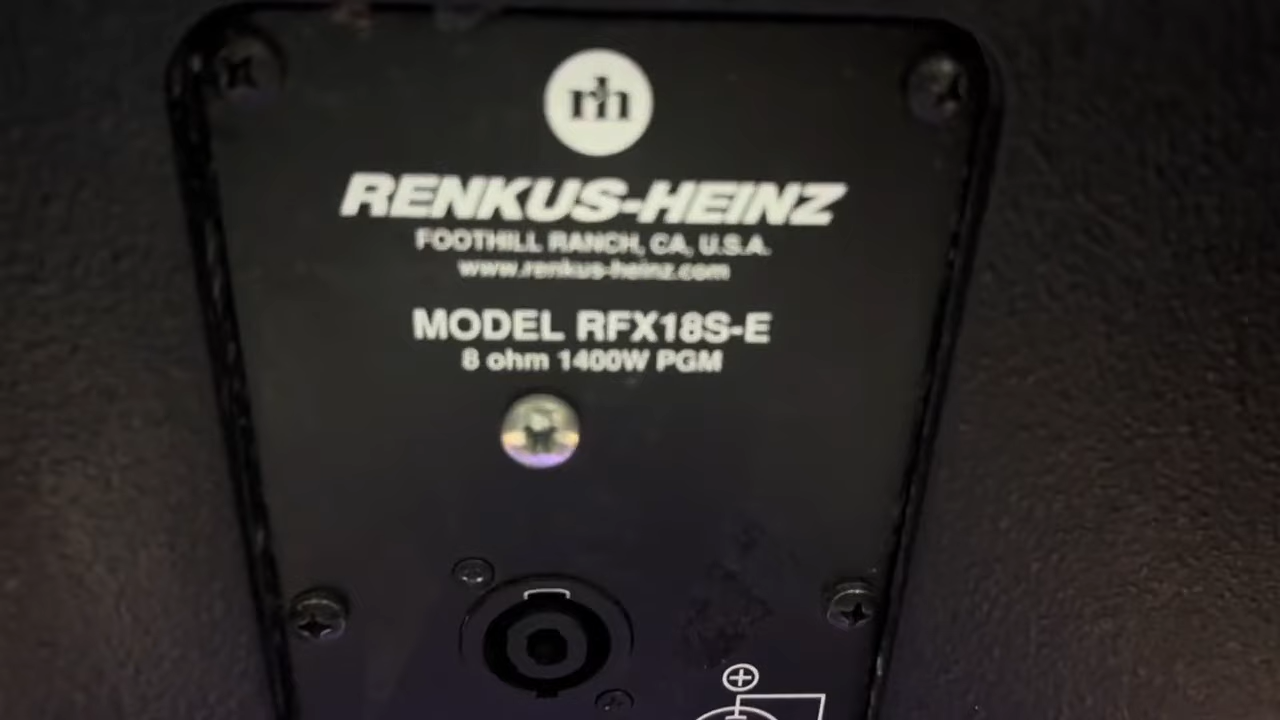 rh
RENKUS-HEINZ
FOOTHILL RANCH, CA, U.S.A.
www.renkus-heinz.com
MODEL RFX18S-E
8 ohm 1400W PGM
+